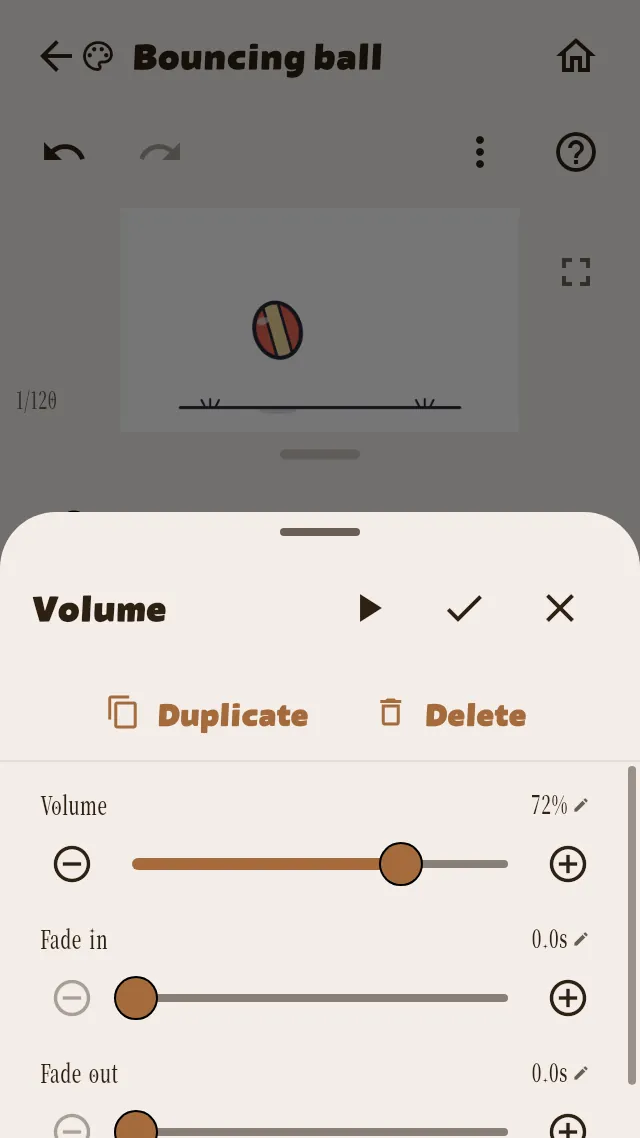 Bouncing ball
1/120
Volume
Duplicate Delete
Volume 72%
Fade in 0.0s
Fade out 0.0s